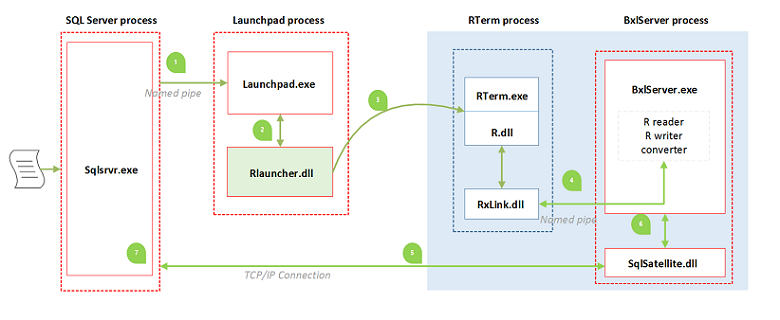 SQL Server process
Launchpad process
RTerm process
BxlServer process
1
Named pipe
Launchpad.exe
2
Rlauncher.dll
3
RTerm.exe
R.dll
RxLink.dll
4
Named pipe
BxlServer.exe
R reader
R writer
converter
6
SqlSatellite.dll
Sqlsrvr.exe
7
5
TCP/IP Connection